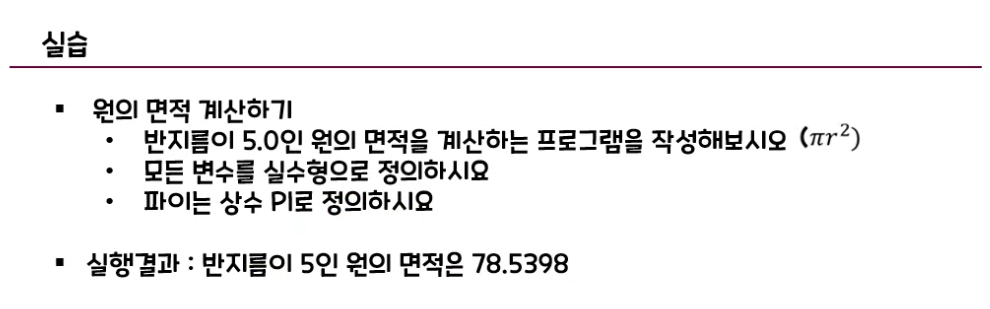 실습
▪ 원의 면적 계산하기
• 반지름이 5.0인 원의 면적을 계산하는 프로그램을 작성해보시오 (πr²)
• 모든 변수를 실수형으로 정의하시요
• 파이는 상수 PI로 정의하시요
▪ 실행결과 : 반지름이 5인 원의 면적은 78.5398